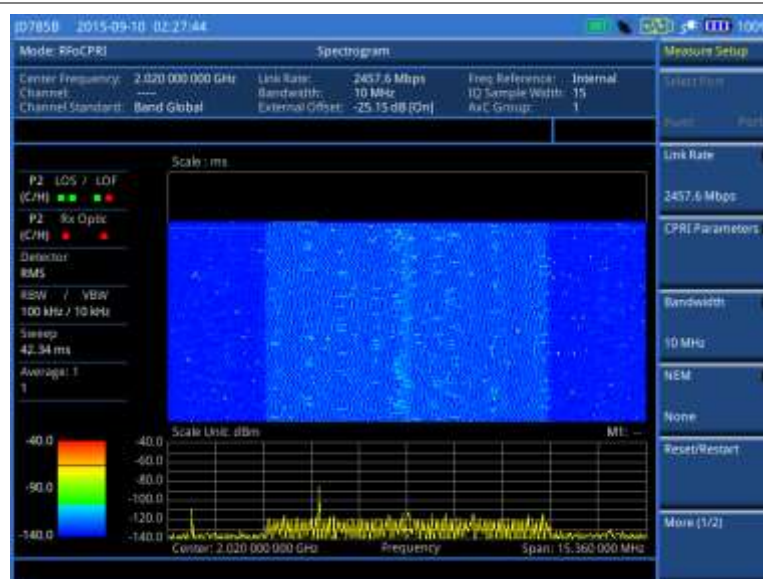 JD785B 2015-09-10 02:27:44
100%
Mode: RFoCPRI
Spectrogram
Measure Setup
Center Frequency: 2.020 000 000 GHz
Link Rate: 2457.6 Mbps
Freq Reference: Internal
Channel: ----
Bandwidth: 10 MHz
IQ Sample Width: 15
Channel Standard: Band Global
External Offset: -25.15 dB [On]
AxC Group: 1
Select Port
Port
Scale : ms
P2 LOS / LOF
(C/H)
P2 Rx Optic
(C/H)
Detector
RMS
RBW / VBW
100 kHz / 10 kHz
Sweep
42.34 ms
Average: 1
1
Link Rate
2457.6 Mbps
CPRI Parameters
Bandwidth
10 MHz
NEM
None
Reset/Restart
More (1/2)
Scale Unit: dBm
M1: --
-40.0
-90.0
-140.0
-40.0
-60.0
-80.0
-100.0
-120.0
-140.0
Center: 2.020 000 000 GHz
Frequency
Span: 15.360 000 MHz